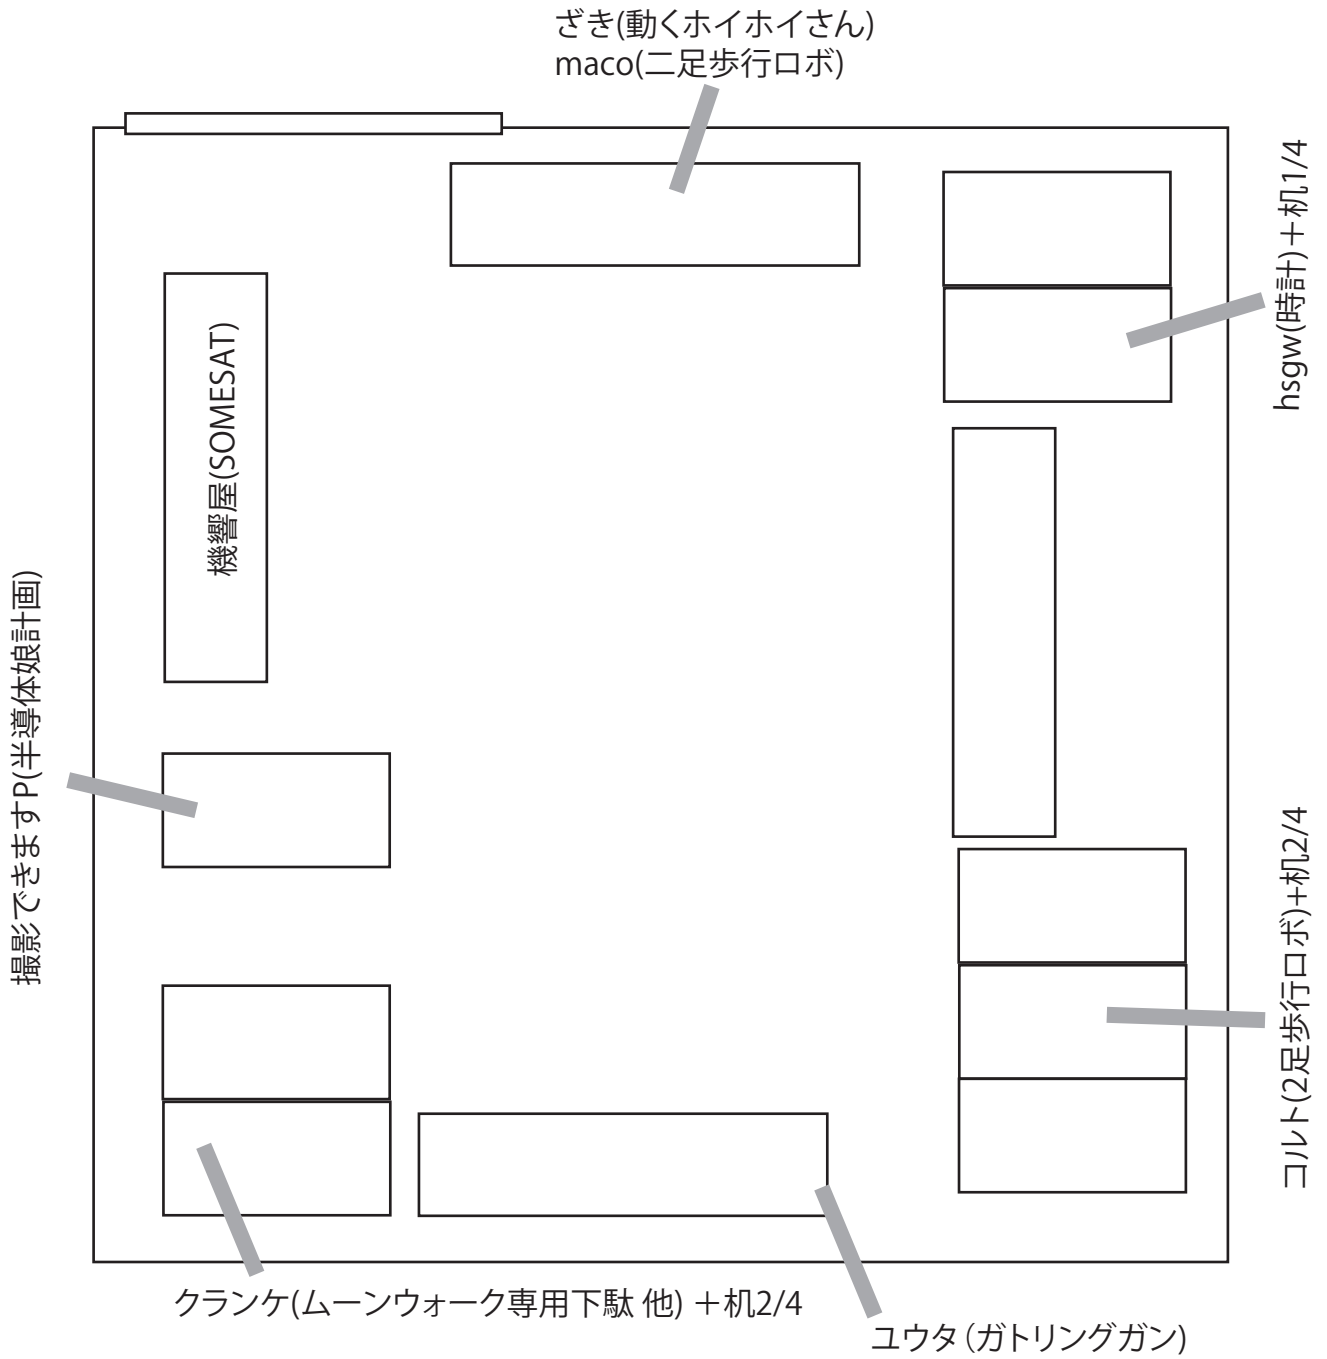 ざき(動くホイホイさん)
maco(二足歩行ロボ)
hsgw(時計)＋机1/4
機響屋(SOMESAT)
撮影できますP(半導体娘計画)
コルト(2足歩行ロボ)+机2/4
クランケ(ムーンウォーク専用下駄 他) ＋机2/4
ユウタ（ガトリングガン)